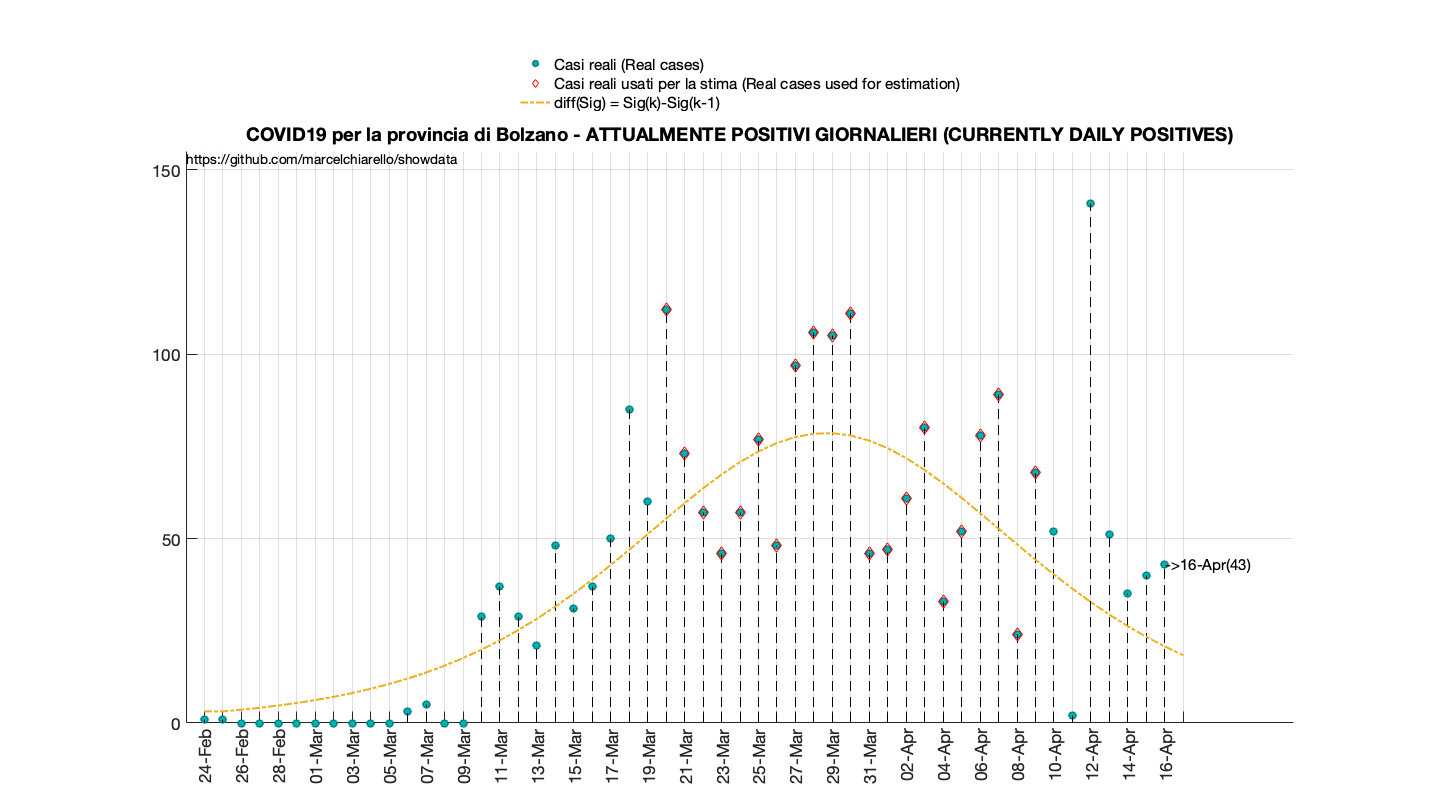 Casi reali (Real cases)
Casi reali usati per la stima (Real cases used for estimation)
diff(Sig) = Sig(k)-Sig(k-1)
COVID19 per la provincia di Bolzano - ATTUALMENTE POSITIVI GIORNALIERI (CURRENTLY DAILY POSITIVES)
https://github.com/marcelchiarello/showdata
150
100
50
0
->16-Apr(43)
24-Feb
26-Feb
28-Feb
01-Mar
03-Mar
05-Mar
07-Mar
09-Mar
11-Mar
13-Mar
15-Mar
17-Mar
19-Mar
21-Mar
23-Mar
25-Mar
27-Mar
29-Mar
31-Mar
02-Apr
04-Apr
06-Apr
08-Apr
10-Apr
12-Apr
14-Apr
16-Apr